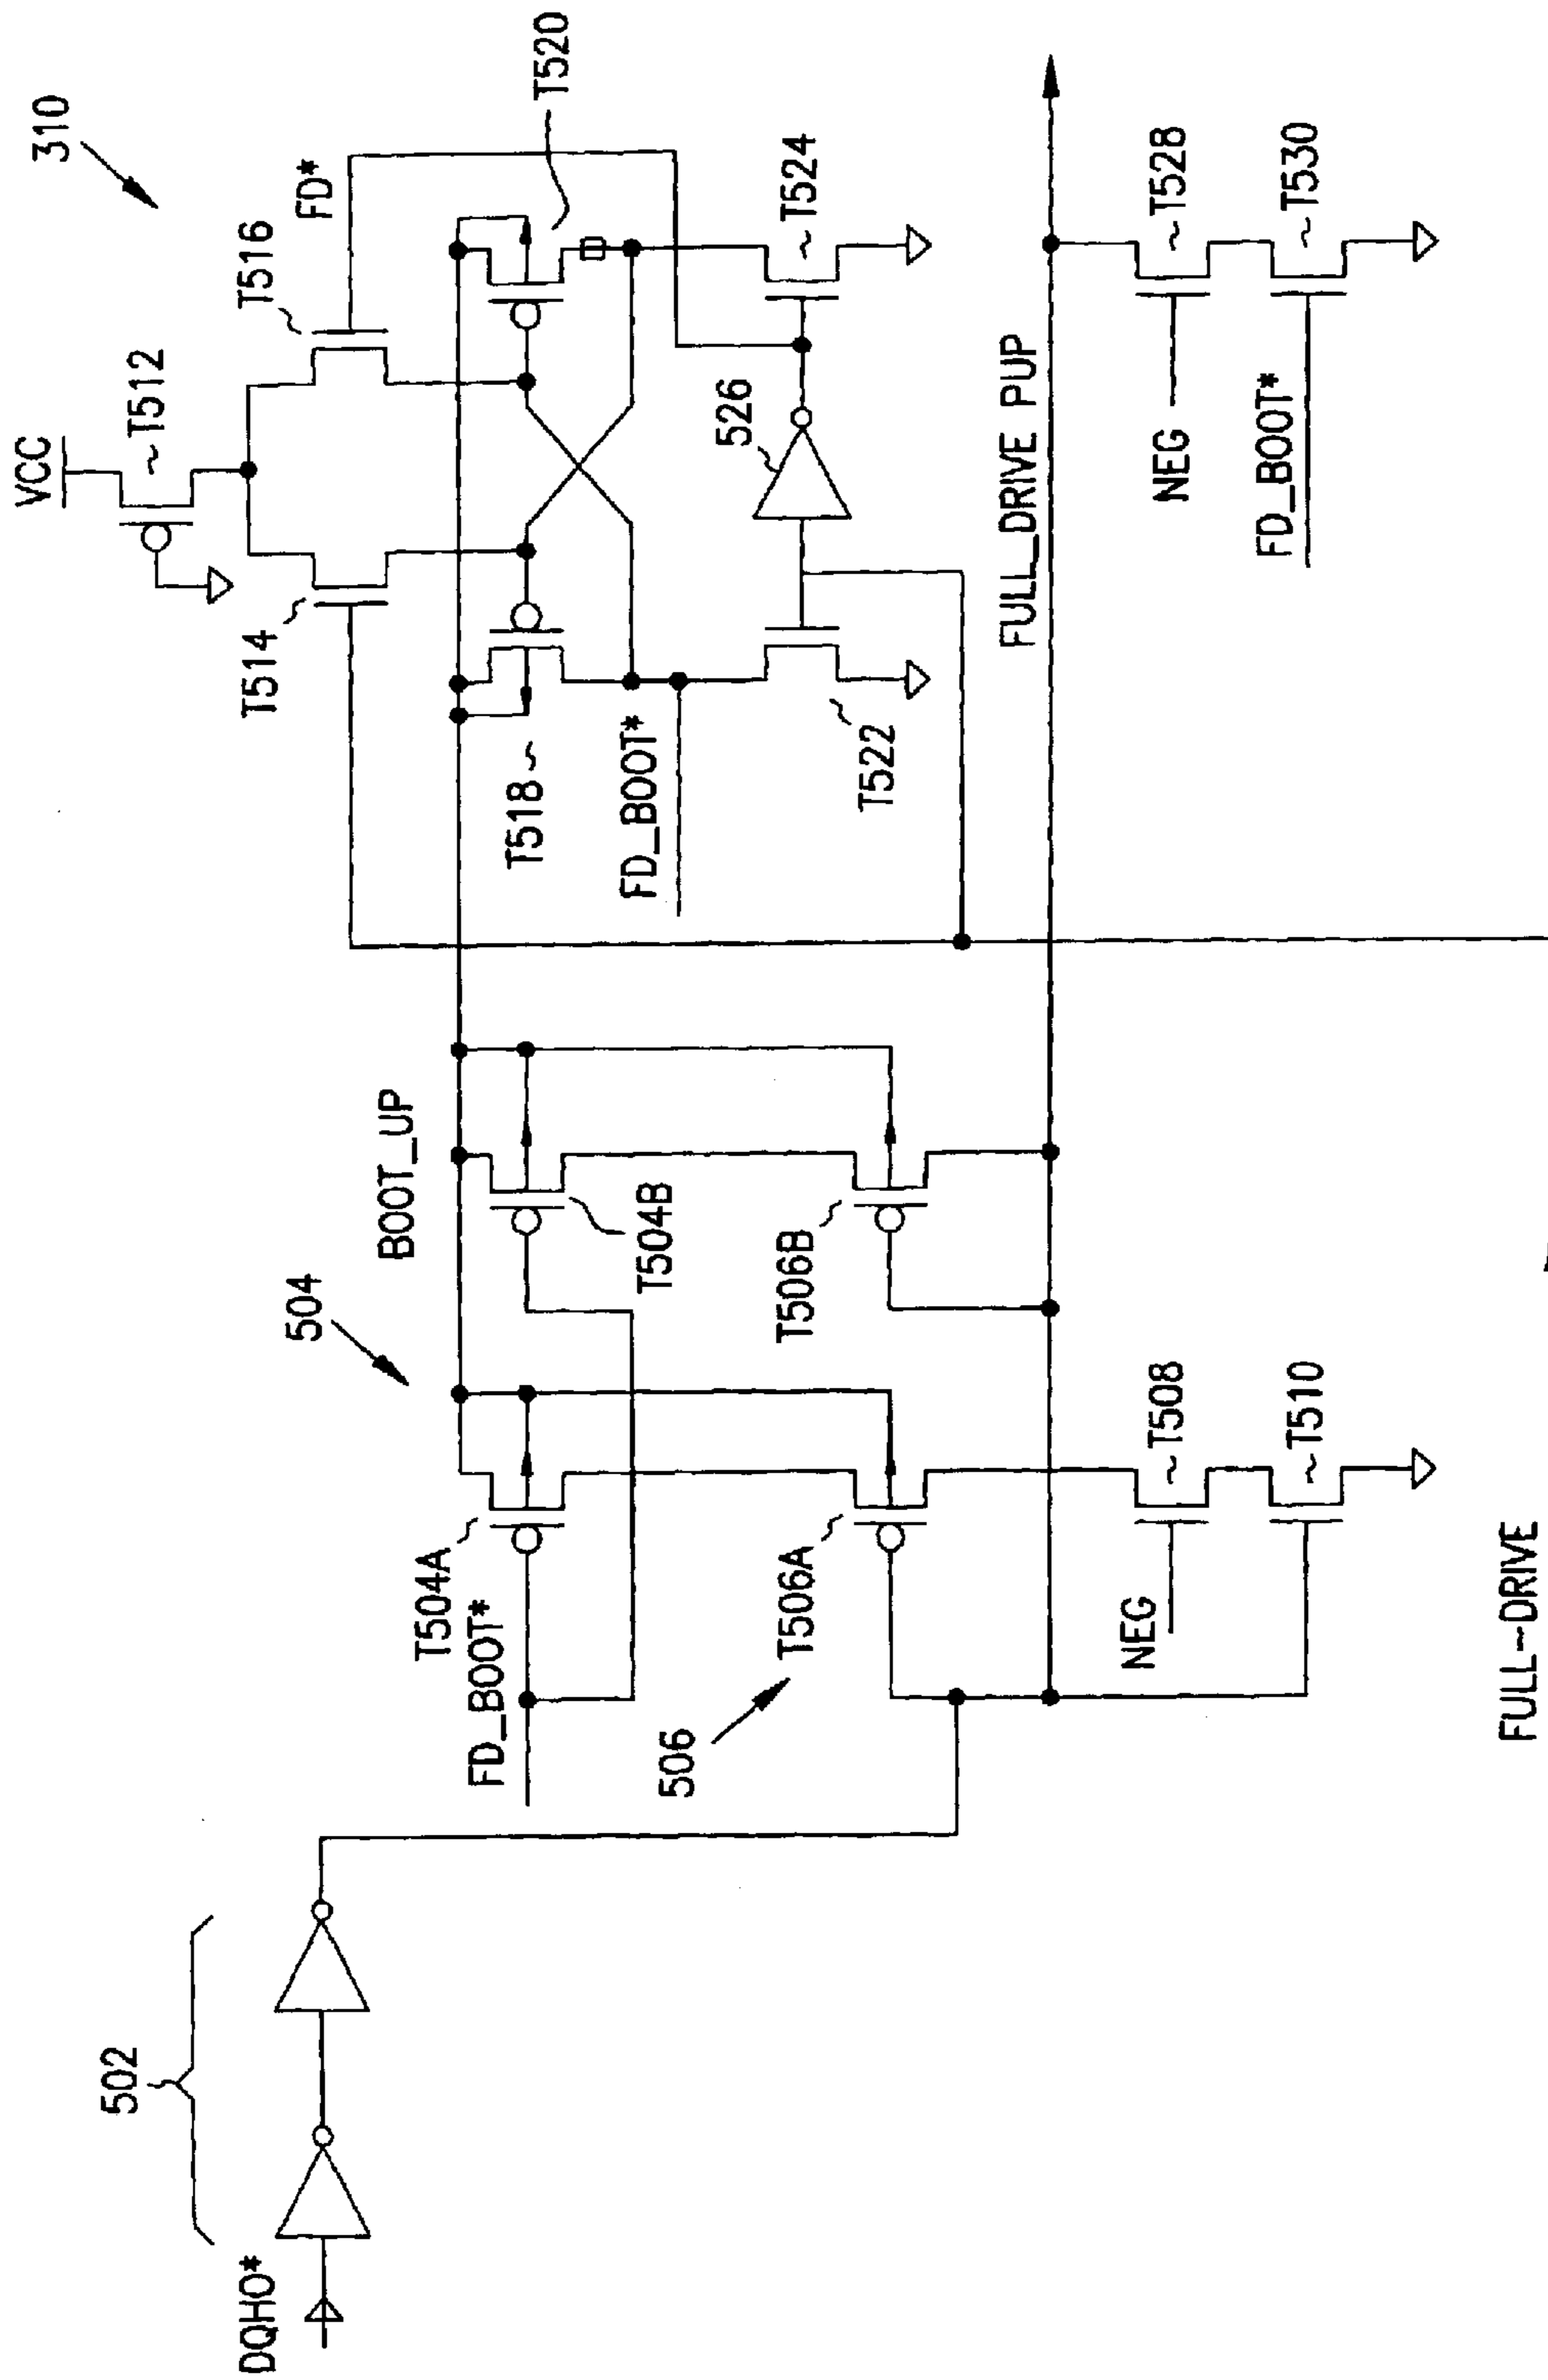 310
VCC
T512
T514
T516
FD*
T520
T518
FD_BOOT*
T522
526
T524
FULL_DRIVE PUP
NEG
T528
FD_BOOT*
T530
BOOT_UP
504
T504B
T504A
FD_BOOT*
T506B
T506A
506
NEG
T508
T510
502
DQHO*
FULL-DRIVE